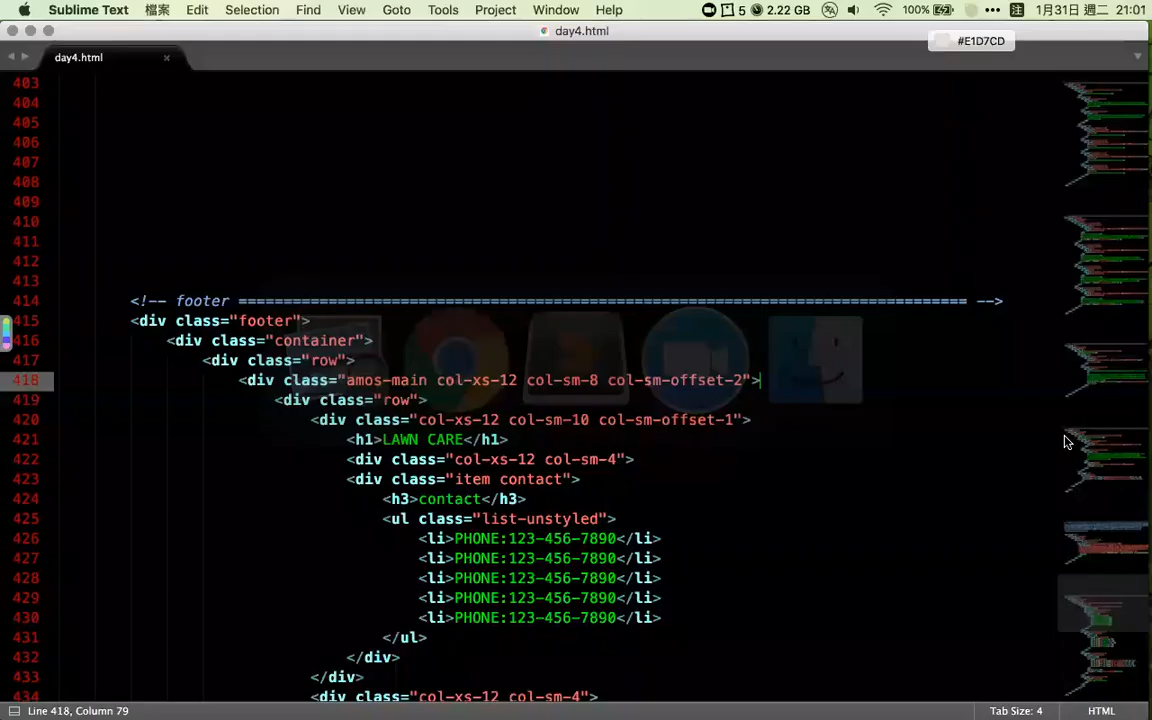 Sublime Text 檔案 Edit Selection Find View Goto Tools Project Window Help 5 2.22 GB 100% 注 1月31日 週二 21:01
day4.html
#E1D7CD
day4.html ×
403
404
405
406
407
408
409
410
411
412
413
414 <!-- footer ================================================================================= -->
415 <div class="footer">
416 <div class="container">
417 <div class="row">
418 <div class="amos-main col-xs-12 col-sm-8 col-sm-offset-2">
419 <div class="row">
420 <div class="col-xs-12 col-sm-10 col-sm-offset-1">
421 <h1>LAWN CARE</h1>
422 <div class="col-xs-12 col-sm-4">
423 <div class="item contact">
424 <h3>contact</h3>
425 <ul class="list-unstyled">
426 <li>PHONE:123-456-7890</li>
427 <li>PHONE:123-456-7890</li>
428 <li>PHONE:123-456-7890</li>
429 <li>PHONE:123-456-7890</li>
430 <li>PHONE:123-456-7890</li>
431 </ul>
432 </div>
433 </div>
434 <div class="col-xs-12 col-sm-4">
Line 418, Column 79 Tab Size: 4 HTML